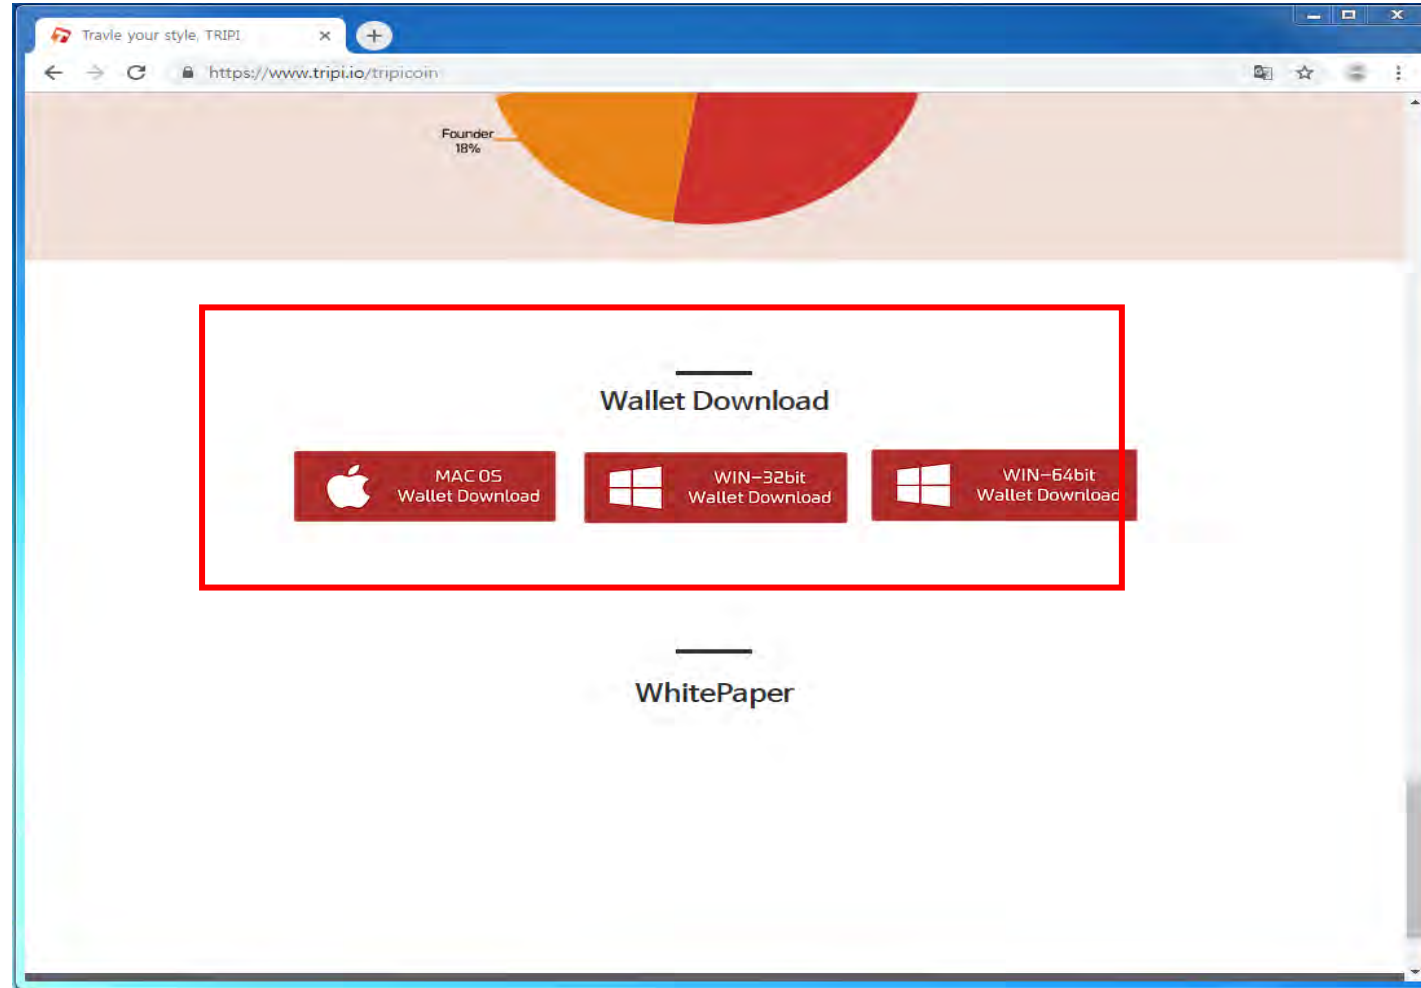 Travle your style, TRIPI
https://www.tripi.io/tripicoin
Founder
18%
Wallet Download
MAC OS
Wallet Download
WIN-32bit
Wallet Download
WIN-64bit
Wallet Download
WhitePaper